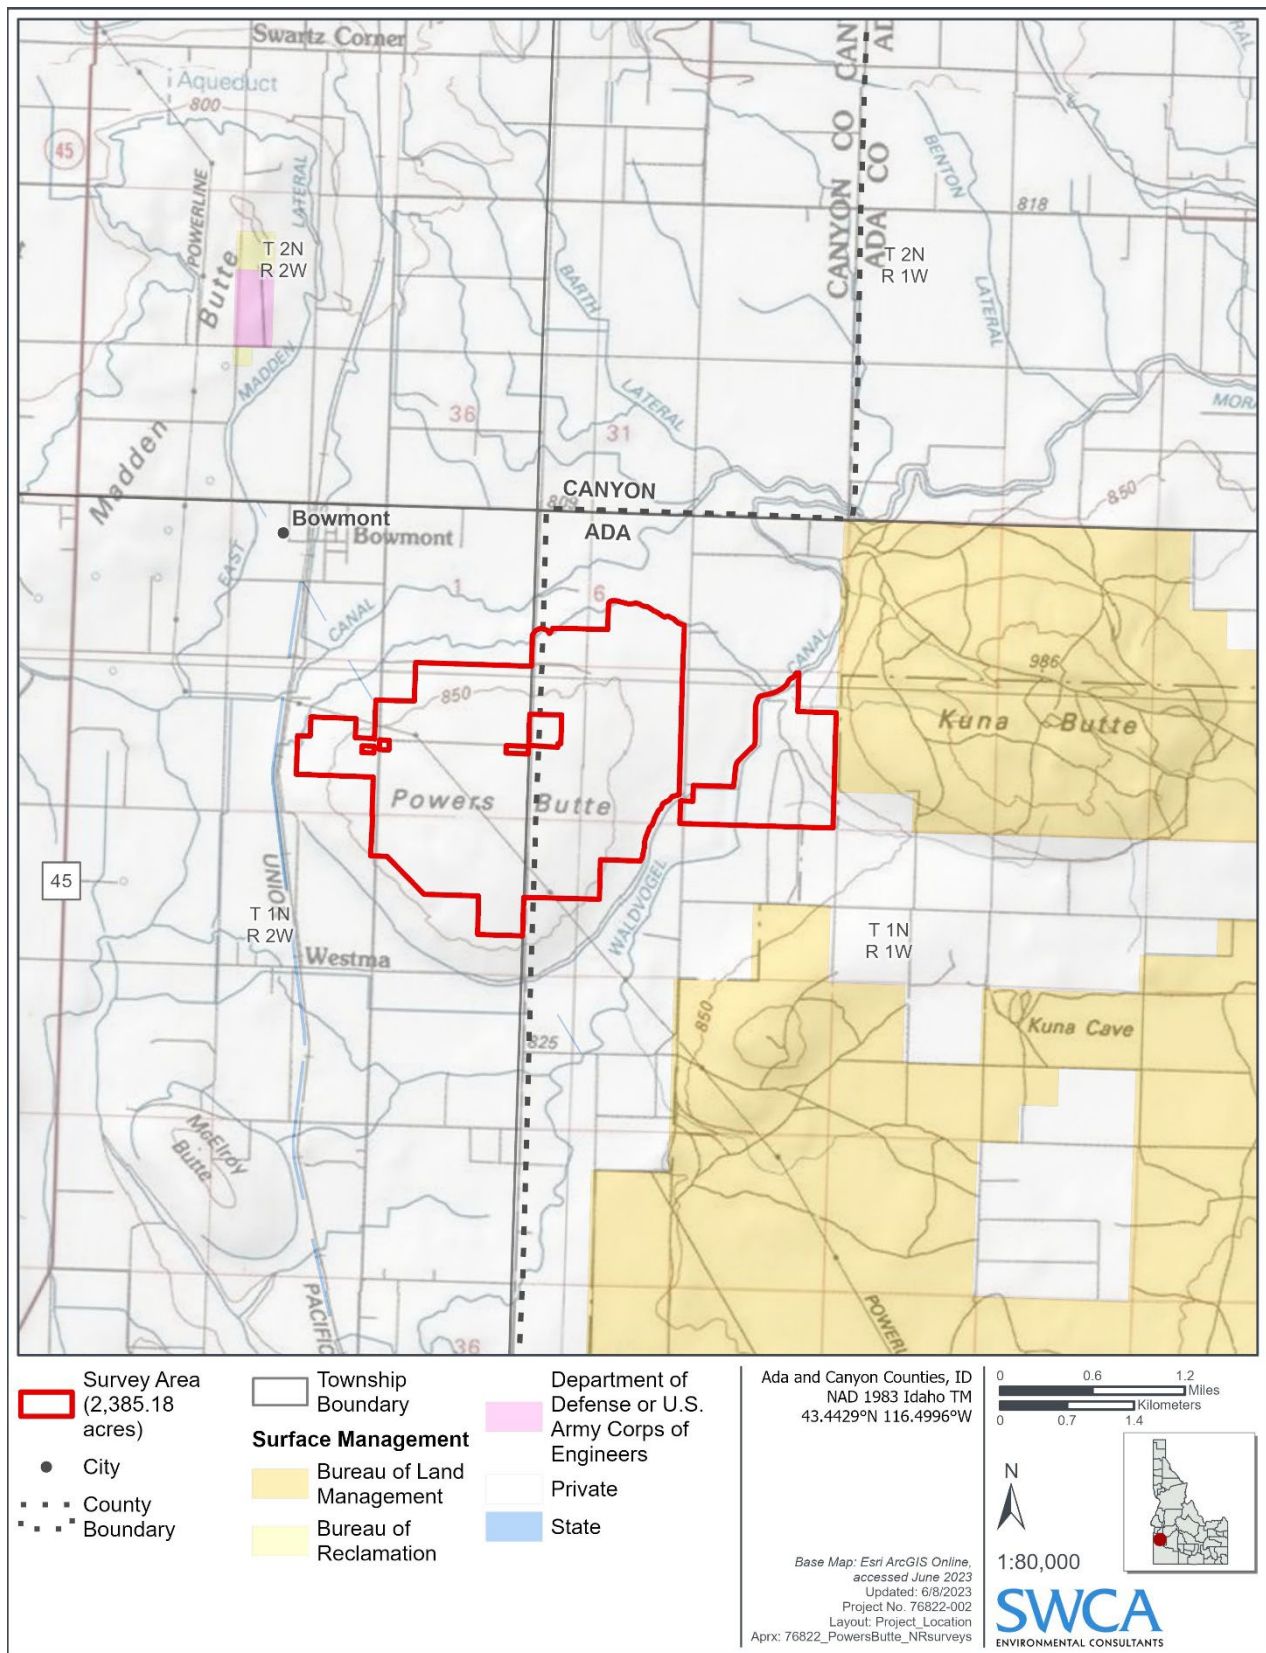 Swartz Corner
Aqueduct
800
45
POWERLINE
LATERAL
T 2N
R 2W
Butte
MADDEN
Madden
CANYON CO
ADA CO
CAN
AD
BENTON
LATERAL
818
T 2N
R 1W
BARTH
LATERAL
36
31
MOR
850
809
CANYON
ADA
Bowmont
Bowmont
EAST
CANAL
1
6
CANAL
986
Kuna Butte
850
Powers Butte
UNION
45
T 1N
R 2W
WALDVOGEL
T 1N
R 1W
Westma
850
Kuna Cave
825
McElroy
Butte
PACIFIC
36
POWERL
Survey Area
(2,385.18
acres)
City
County
Boundary
Township
Boundary
Surface Management
Bureau of Land
Management
Bureau of
Reclamation
Department of
Defense or U.S.
Army Corps of
Engineers
Private
State
Ada and Canyon Counties, ID
NAD 1983 Idaho TM
43.4429°N 116.4996°W
Base Map: Esri ArcGIS Online,
accessed June 2023
Updated: 6/8/2023
Project No. 76822-002
Layout: Project_Location
Aprx: 76822_PowersButte_NRsurveys
0 0.6 1.2
Miles
Kilometers
0 0.7 1.4
N
1:80,000
SWCA
ENVIRONMENTAL CONSULTANTS